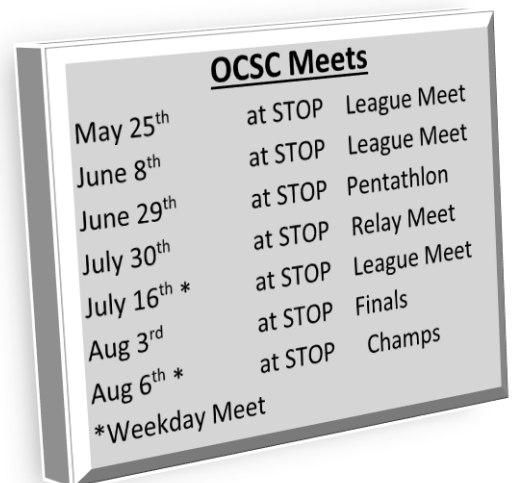 OCSC Meets
May 25th at STOP League Meet
June 8th at STOP League Meet
June 29th at STOP Pentathlon
July 30th at STOP Relay Meet
July 16th * at STOP League Meet
Aug 3rd at STOP Finals
Aug 6th * at STOP Champs
*Weekday Meet